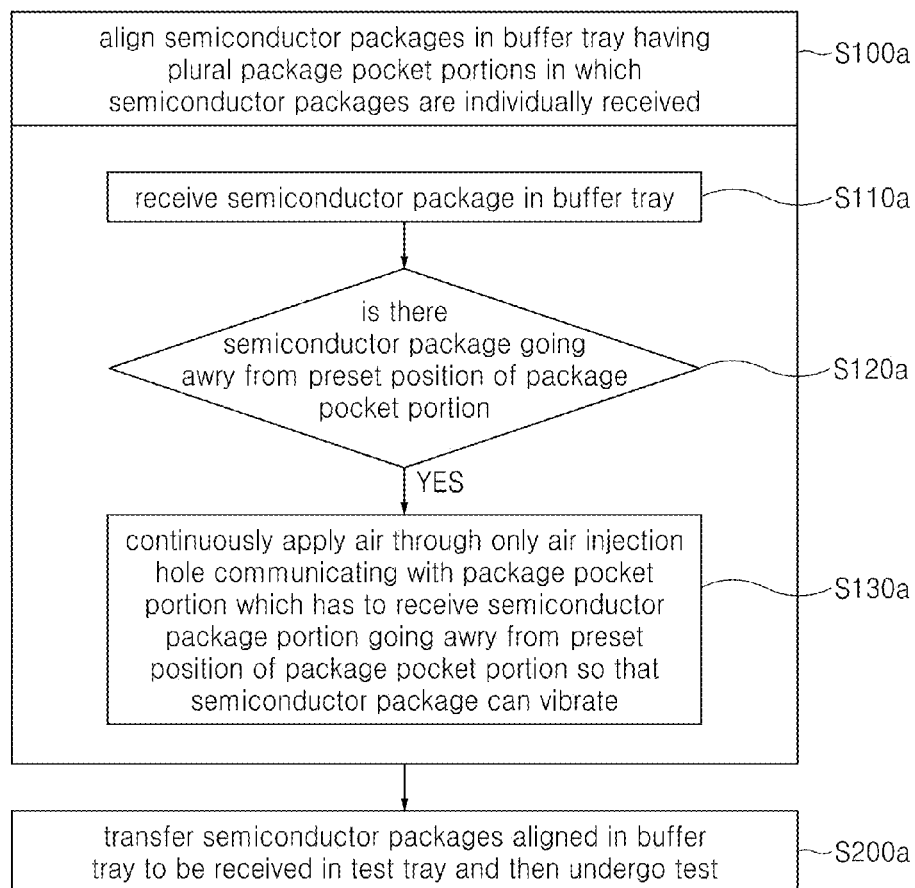 align semiconductor packages in buffer tray having
plural package pocket portions in which
semiconductor packages are individually received
S100a
receive semiconductor package in buffer tray
S110a
is there
semiconductor package going
awry from preset position of package
pocket portion
S120a
YES
continuously apply air through only air injection
hole communicating with package pocket
portion which has to receive semiconductor
package portion going awry from preset
position of package pocket portion so that
semiconductor package can vibrate
S130a
transfer semiconductor packages aligned in buffer
tray to be received in test tray and then undergo test
S200a